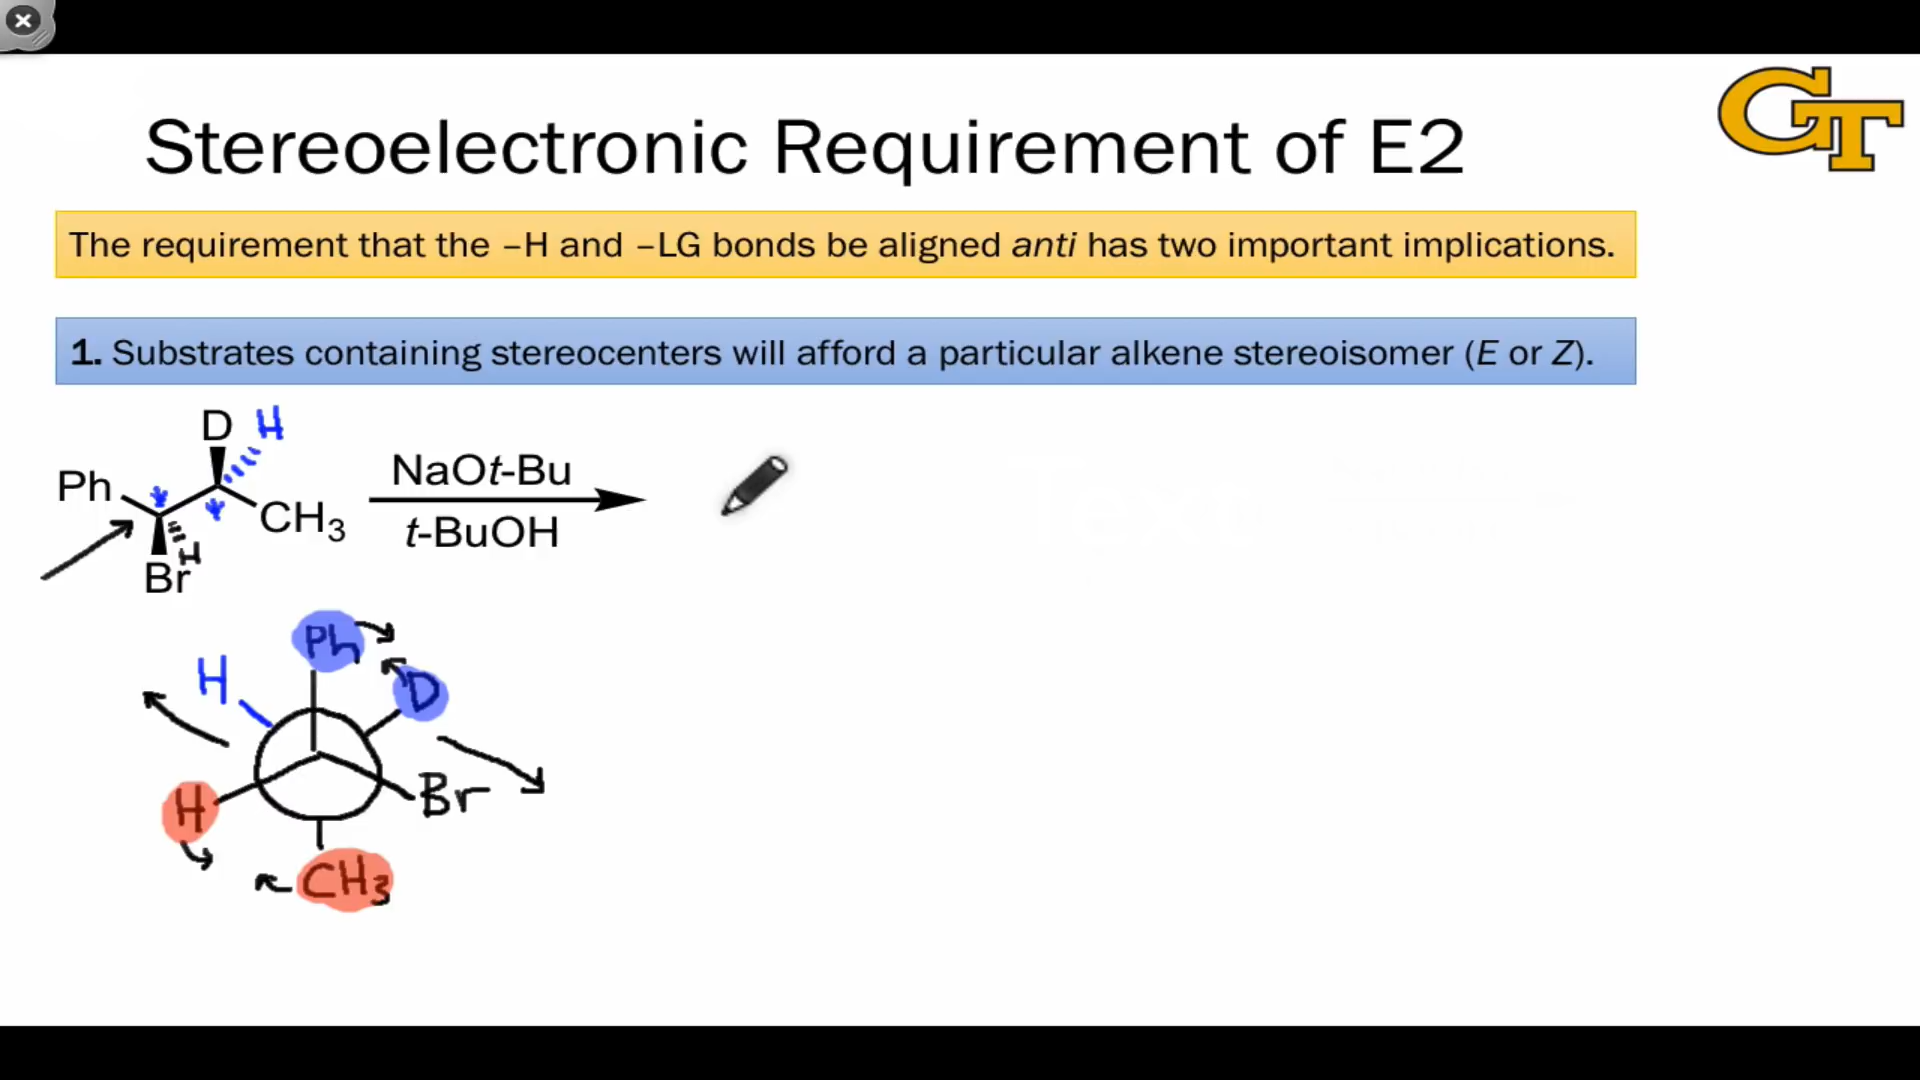 GT
Stereoelectronic Requirement of E2
The requirement that the –H and –LG bonds be aligned anti has two important implications.
1. Substrates containing stereocenters will afford a particular alkene stereoisomer (E or Z).
D H
Ph
CH3
H
Br
NaOt-Bu
t-BuOH
Ph
H
D
H
Br
CH3